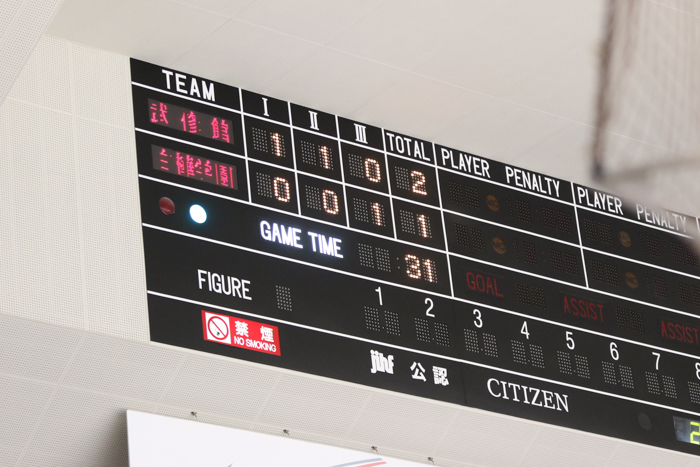 TEAM I II III TOTAL PLAYER PENALTY PLAYER PENALTY
武修館 1 1 0 2
0 0 1 1
GAME TIME 31
GOAL ASSIST ASSIST
FIGURE 1 2 3 4 5 6 7 8
禁煙
NO SMOKING
jihf 公認
CITIZEN
2